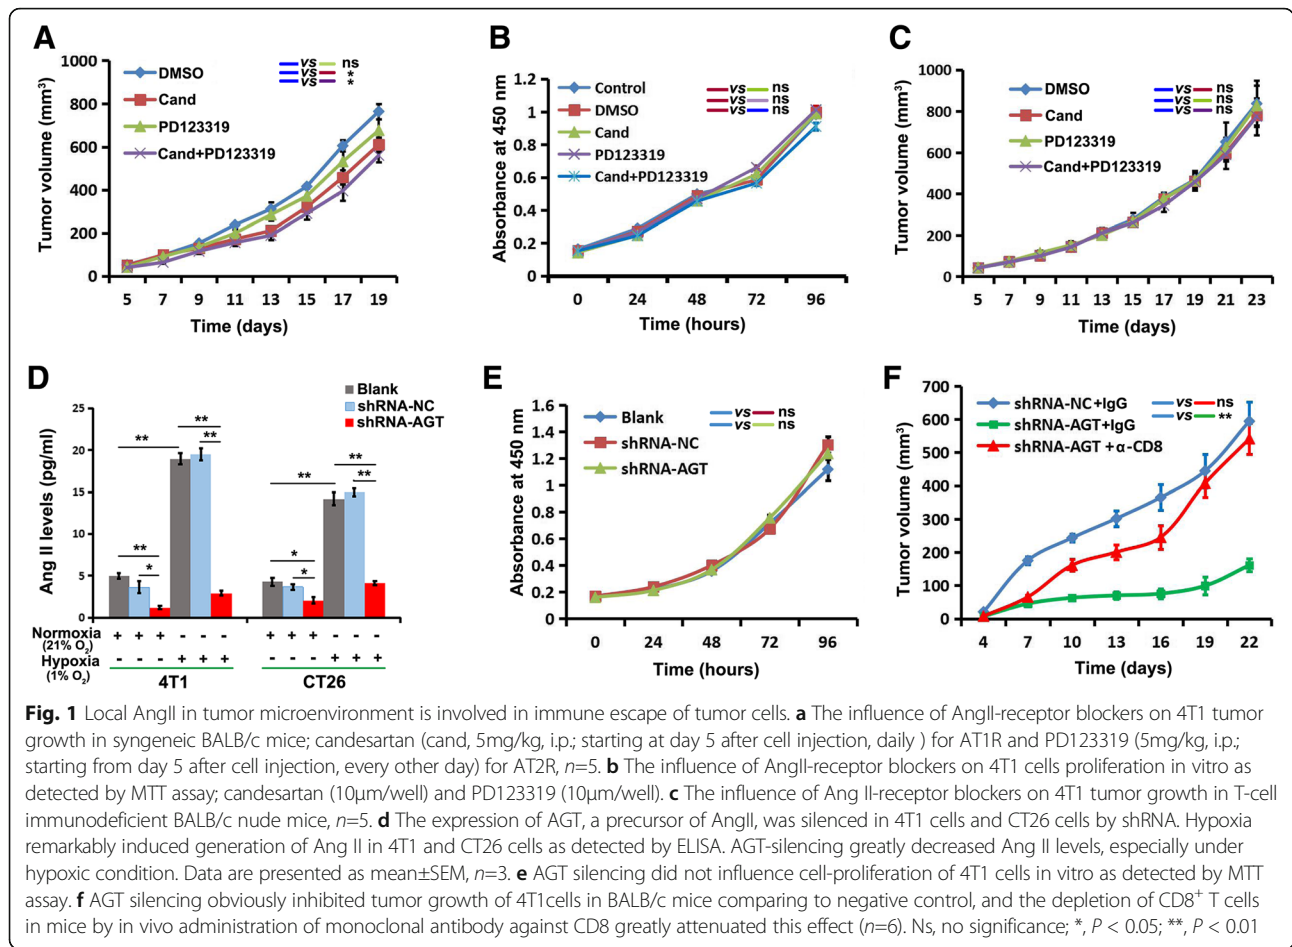 A
Tumor volume (mm³)
1000
800
600
400
200
0
DMSO
Cand
PD123319
Cand+PD123319
vs ns
vs *
vs *
5 7 9 11 13 15 17 19
Time (days)
B
Absorbance at 450 nm
1.2
1
0.8
0.6
0.4
0.2
0
Control
DMSO
Cand
PD123319
Cand+PD123319
vs ns
vs ns
vs ns
0 24 48 72 96
Time (hours)
C
Tumor volume (mm³)
1000
800
600
400
200
0
DMSO
Cand
PD123319
Cand+PD123319
vs ns
vs ns
vs ns
5 7 9 11 13 15 17 19 21 23
Time (days)
D
Blank
shRNA-NC
shRNA-AGT
Ang II levels (pg/ml)
25
20
15
10
5
0
** ** ** ** * ** ** ** * *
Normoxia + + + - - - + + + - - -
(21% O₂)
Hypoxia - - - + + + - - - + + +
(1% O₂)
4T1 CT26
E
Absorbance at 450 nm
1.6
1.4
1.2
1
0.8
0.6
0.4
0.2
0
Blank
shRNA-NC
shRNA-AGT
vs ns
vs ns
0 24 48 72 96
Time (hours)
F
Tumor volume (mm³)
700
600
500
400
300
200
100
0
shRNA-NC+IgG
shRNA-AGT+IgG
shRNA-AGT +α-CD8
vs ns
vs **
4 7 10 13 16 19 22
Time (days)
Fig. 1 Local AngII in tumor microenvironment is involved in immune escape of tumor cells. a The influence of AngII-receptor blockers on 4T1 tumor
growth in syngeneic BALB/c mice; candesartan (cand, 5mg/kg, i.p.; starting at day 5 after cell injection, daily ) for AT1R and PD123319 (5mg/kg, i.p.;
starting from day 5 after cell injection, every other day) for AT2R, n=5. b The influence of AngII-receptor blockers on 4T1 cells proliferation in vitro as
detected by MTT assay; candesartan (10μm/well) and PD123319 (10μm/well). c The influence of Ang II-receptor blockers on 4T1 tumor growth in T-cell
immunodeficient BALB/c nude mice, n=5. d The expression of AGT, a precursor of AngII, was silenced in 4T1 cells and CT26 cells by shRNA. Hypoxia
remarkably induced generation of Ang II in 4T1 and CT26 cells as detected by ELISA. AGT-silencing greatly decreased Ang II levels, especially under
hypoxic condition. Data are presented as mean±SEM, n=3. e AGT silencing did not influence cell-proliferation of 4T1 cells in vitro as detected by MTT
assay. f AGT silencing obviously inhibited tumor growth of 4T1cells in BALB/c mice comparing to negative control, and the depletion of CD8⁺ T cells
in mice by in vivo administration of monoclonal antibody against CD8 greatly attenuated this effect (n=6). Ns, no significance; *, P < 0.05; **, P < 0.01